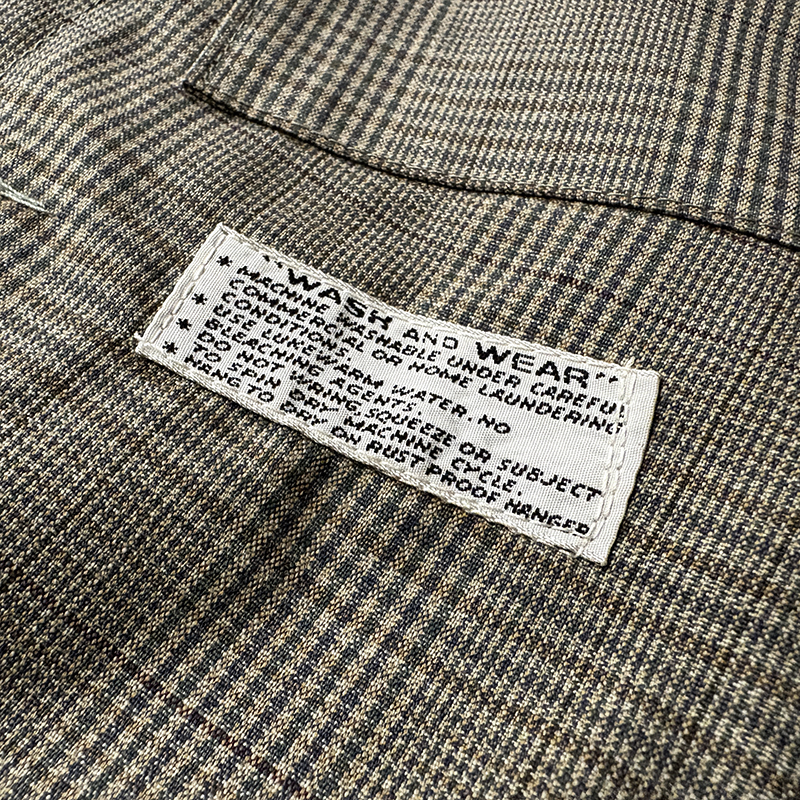 "WASH AND WEAR"
* MACHINE WASHABLE UNDER CAREFUL
COMMERCIAL OR HOME LAUNDERING
CONDITIONS.
* USE LUKEWARM WATER. NO
BLEACHING AGENTS.
* DO NOT WRING, SQUEEZE OR SUBJECT
TO SPIN DRY MACHINE CYCLE.
* HANG TO DRY ON RUST PROOF HANGER